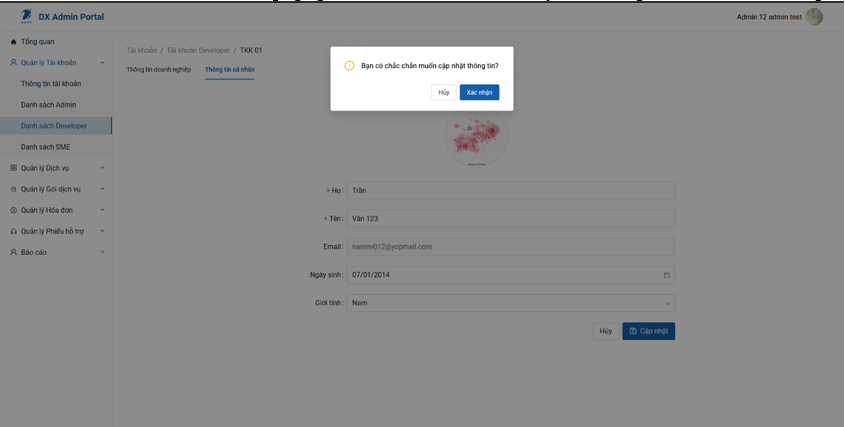 DX Admin Portal
Admin 12 admin test
Tổng quan
Quản lý Tài khoản
Thông tin tài khoản
Danh sách Admin
Danh sách Developer
Danh sách SME
Quản lý Dịch vụ
Quản lý Gói dịch vụ
Quản lý Hóa đơn
Quản lý Phiếu hỗ trợ
Báo cáo
Tài khoản / Tài khoản Developer / TKK 01
Thông tin doanh nghiệp Thông tin cá nhân
Bạn có chắc chắn muốn cập nhật thông tin?
Hủy Xác nhận
* Họ: Trần
* Tên: Văn 123
Email: namnv012@ycpmail.com
Ngày sinh: 07/01/2014
Giới tính: Nam
Hủy Cập nhật